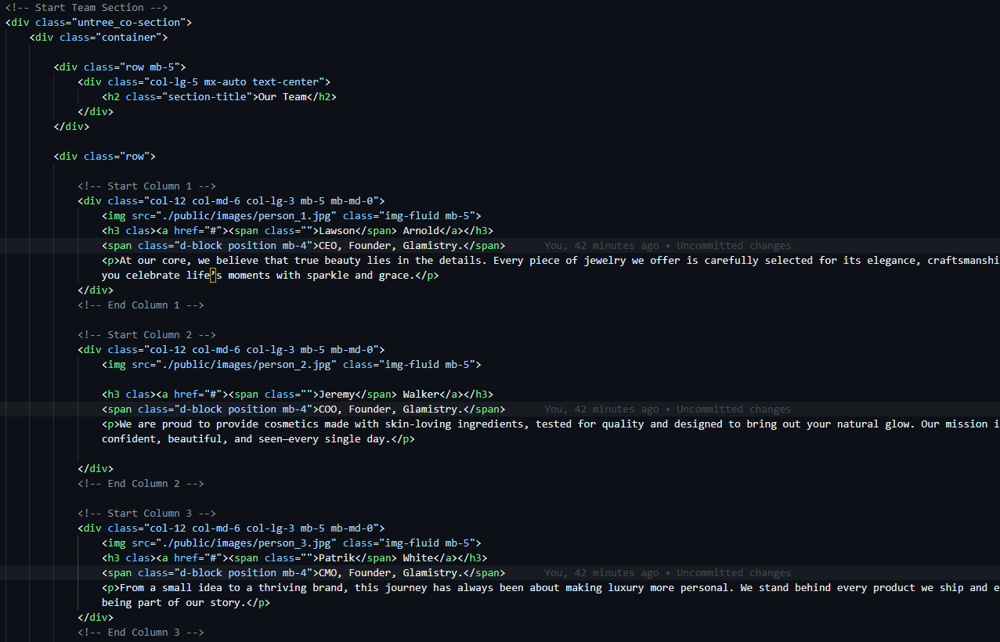 <!-- Start Team Section -->
<div class="untree_co-section">
<div class="container">
<div class="row mb-5">
<div class="col-lg-5 mx-auto text-center">
<h2 class="section-title">Our Team</h2>
</div>
</div>
<div class="row">
<!-- Start Column 1 -->
<div class="col-12 col-md-6 col-lg-3 mb-5 mb-md-0">
<img src="./public/images/person_1.jpg" class="img-fluid mb-5">
<h3 clas><a href="#"><span class="">Lawson</span> Arnold</a></h3>
<span class="d-block position mb-4">CEO, Founder, Glamistry.</span> You, 42 minutes ago • Uncommitted changes
<p>At our core, we believe that true beauty lies in the details. Every piece of jewelry we offer is carefully selected for its elegance, craftsmanshi
you celebrate life’s moments with sparkle and grace.</p>
</div>
<!-- End Column 1 -->
<!-- Start Column 2 -->
<div class="col-12 col-md-6 col-lg-3 mb-5 mb-md-0">
<img src="./public/images/person_2.jpg" class="img-fluid mb-5">
<h3 clas><a href="#"><span class="">Jeremy</span> Walker</a></h3>
<span class="d-block position mb-4">COO, Founder, Glamistry.</span> You, 42 minutes ago • Uncommitted changes
<p>We are proud to provide cosmetics made with skin-loving ingredients, tested for quality and designed to bring out your natural glow. Our mission i
confident, beautiful, and seen—every single day.</p>
</div>
<!-- End Column 2 -->
<!-- Start Column 3 -->
<div class="col-12 col-md-6 col-lg-3 mb-5 mb-md-0">
<img src="./public/images/person_3.jpg" class="img-fluid mb-5">
<h3 clas><a href="#"><span class="">Patrik</span> White</a></h3>
<span class="d-block position mb-4">CMO, Founder, Glamistry.</span> You, 42 minutes ago • Uncommitted changes
<p>From a small idea to a thriving brand, this journey has always been about making luxury more personal. We stand behind every product we ship and e
being part of our story.</p>
</div>
<!-- End Column 3 -->